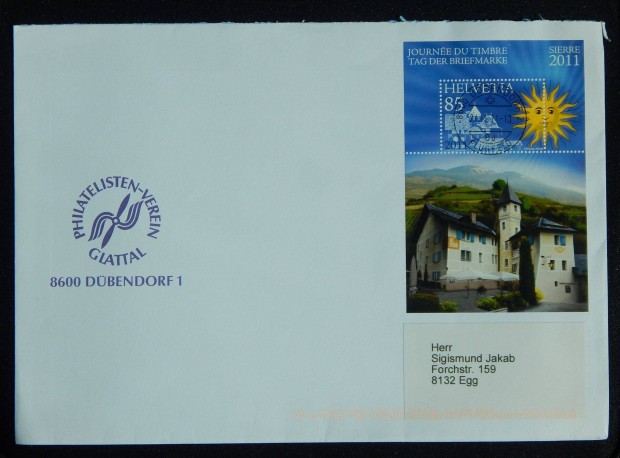 JOURNÉE DU TIMBRE
TAG DER BRIEFMARKE
SIERRE
2011
HELVETIA
85
PHILATELISTEN-VEREIN
GLATTAL
8600 DÜBENDORF 1
Herr
Sigismund Jakab
Forchstr. 159
8132 Egg